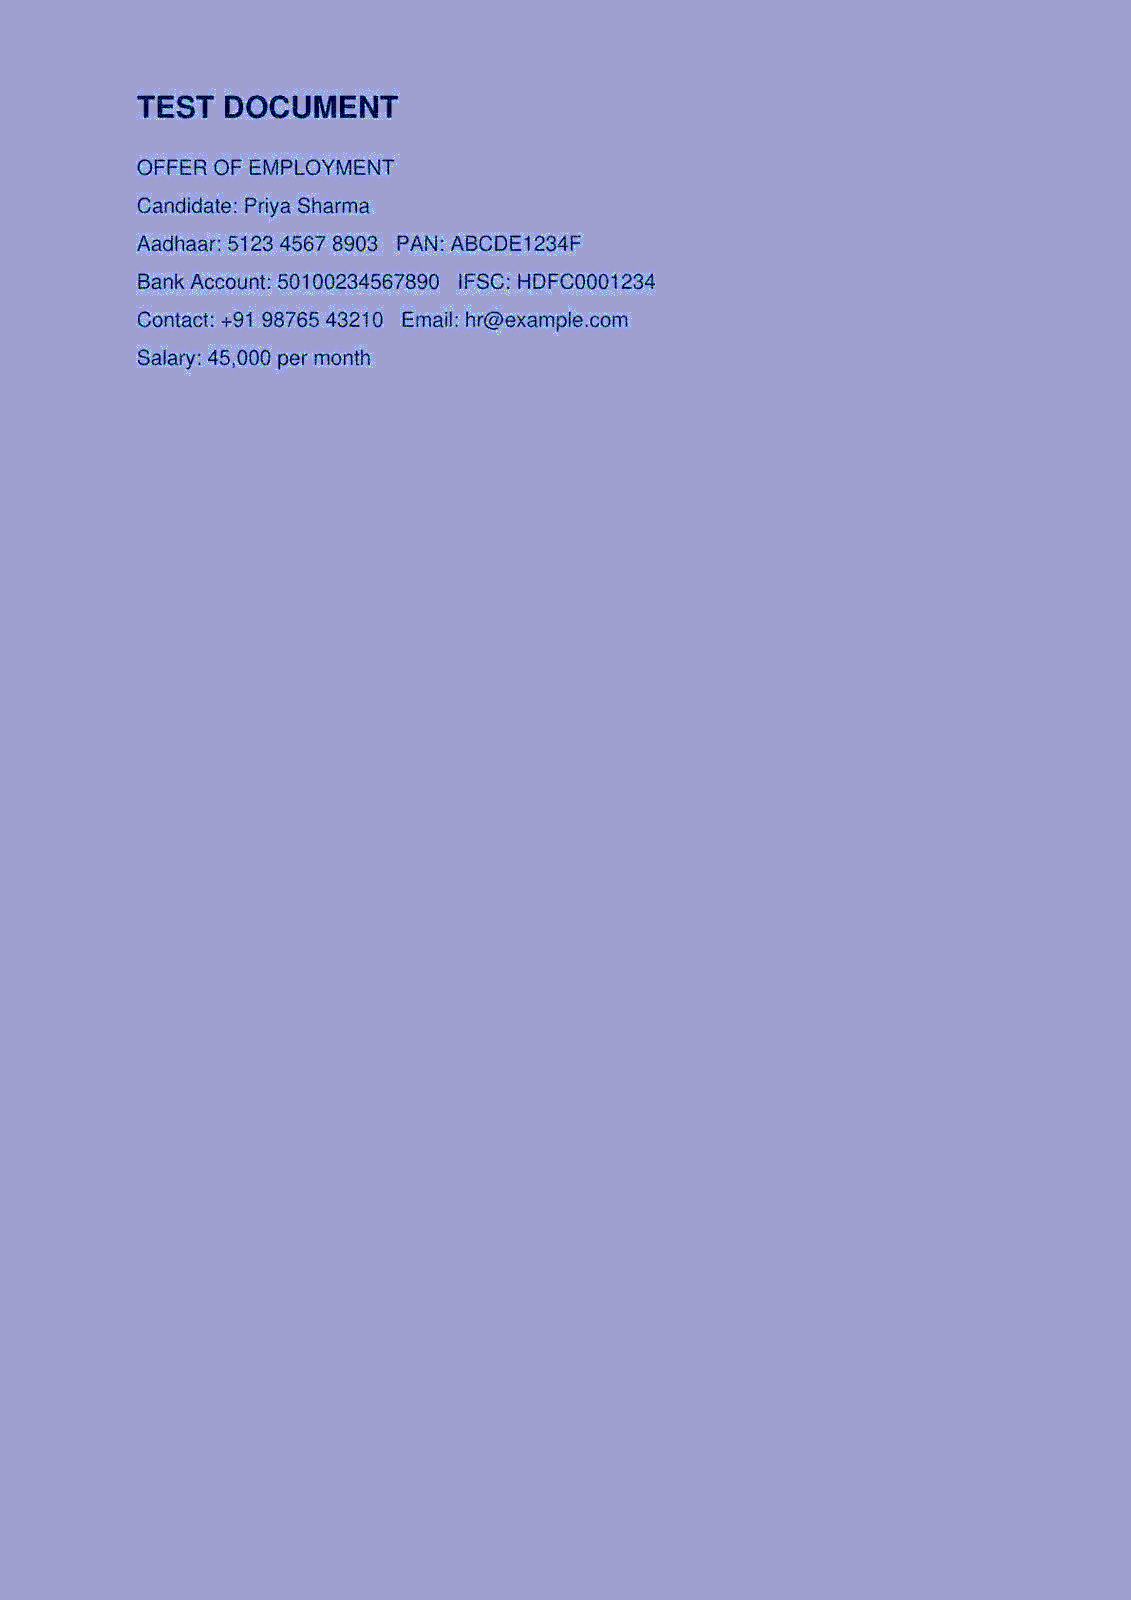 TEST DOCUMENT
OFFER OF EMPLOYMENT
Candidate: Priya Sharma
Aadhaar: 5123 4567 8903 PAN: ABCDE1234F
Bank Account: 50100234567890 IFSC: HDFC0001234
Contact: +91 98765 43210 Email: hr@example.com
Salary: 45,000 per month